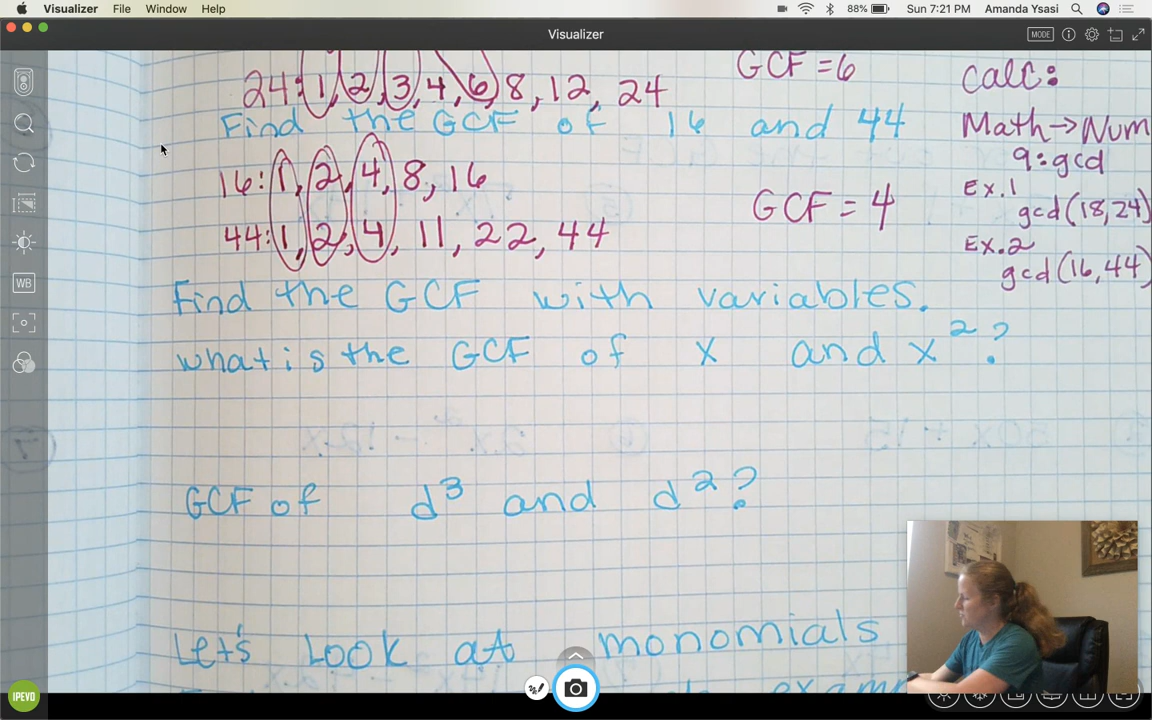 Visualizer File Window Help 88% Sun 7:21 PM Amanda Ysasi
Visualizer
MODE
WB
IPEVO
24: 1, 2, 3, 4, 6, 8, 12, 24
GCF = 6
Find the GCF of 16 and 44
16: 1, 2, 4, 8, 16
44: 1, 2, 4, 11, 22, 44
GCF = 4
Calc:
Math → Num
9: gcd
Ex. 1
gcd(18,24)
Ex. 2
gcd(16,44)
Find the GCF with variables.
what is the GCF of x and x²?
GCF of d³ and d²?
Let's Look at monomials